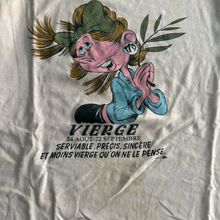 VIERGE
24 AOUT-22 SEPTEMBRE
SERVIABLE, PRECIS, SINCERE
ET MOINS VIERGE QU'ON NE LE PENSE.